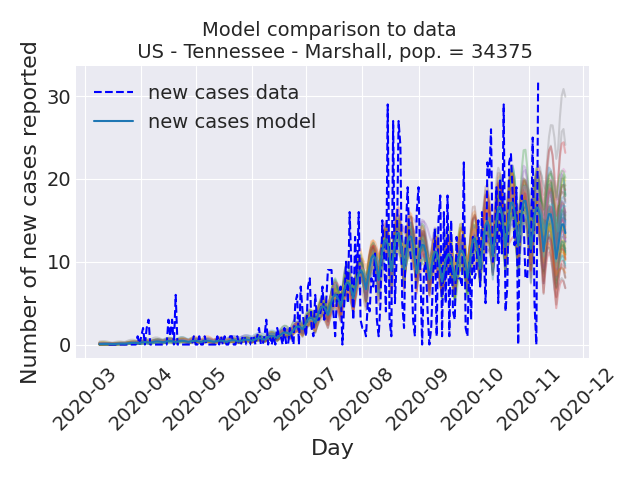 Model comparison to data
US - Tennessee - Marshall, pop. = 34375
Number of new cases reported
30
20
10
0
new cases data
new cases model
2020-03
2020-04
2020-05
2020-06
2020-07
2020-08
2020-09
2020-10
2020-11
2020-12
Day